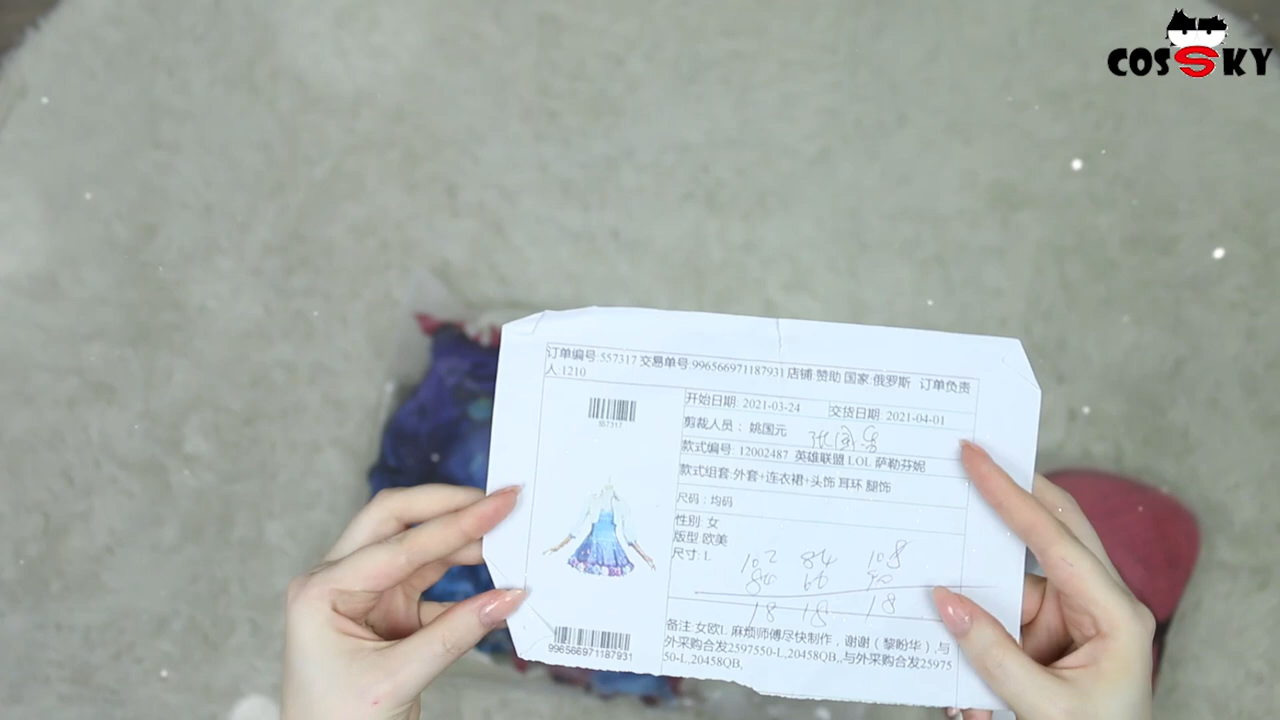 COSSKY
订单编号:557317 交易单号:996566971187931 店铺 赞助 国家:俄罗斯 订单负责
人:1210
557317
开始日期: 2021-03-24 交货日期: 2021-04-01
剪裁人员: 姚国元
款式编号: 12002487 英雄联盟 LOL 萨勒芬妮
款式组套:外套+连衣裙+头饰 耳环 腿饰
尺码:均码
性别:女
版型:欧美
尺寸:L
102 84 108
84 66 90
18 18 18
996566971187931
备注:女欧L 麻烦师傅尽快制作,谢谢(黎盼华),与
外采购合发2597550-L,20458QB,,与外采购合发25975
50-L,20458QB,